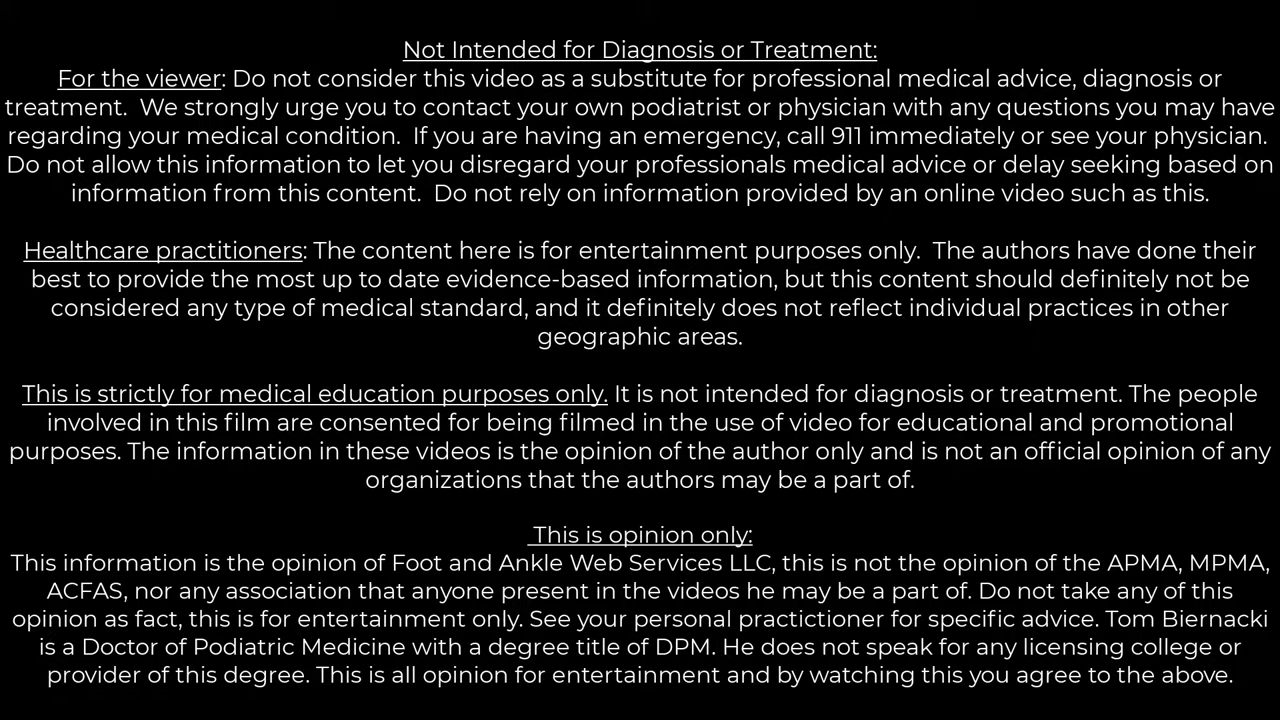 Not Intended for Diagnosis or Treatment:
For the viewer: Do not consider this video as a substitute for professional medical advice, diagnosis or
treatment.  We strongly urge you to contact your own podiatrist or physician with any questions you may have
regarding your medical condition.  If you are having an emergency, call 911 immediately or see your physician.
Do not allow this information to let you disregard your professionals medical advice or delay seeking based on
information from this content.  Do not rely on information provided by an online video such as this.
Healthcare practitioners: The content here is for entertainment purposes only.  The authors have done their
best to provide the most up to date evidence-based information, but this content should definitely not be
considered any type of medical standard, and it definitely does not reflect individual practices in other
geographic areas.
This is strictly for medical education purposes only. It is not intended for diagnosis or treatment. The people
involved in this film are consented for being filmed in the use of video for educational and promotional
purposes. The information in these videos is the opinion of the author only and is not an official opinion of any
organizations that the authors may be a part of.
This is opinion only:
This information is the opinion of Foot and Ankle Web Services LLC, this is not the opinion of the APMA, MPMA,
ACFAS, nor any association that anyone present in the videos he may be a part of. Do not take any of this
opinion as fact, this is for entertainment only. See your personal practictioner for specific advice. Tom Biernacki
is a Doctor of Podiatric Medicine with a degree title of DPM. He does not speak for any licensing college or
provider of this degree. This is all opinion for entertainment and by watching this you agree to the above.